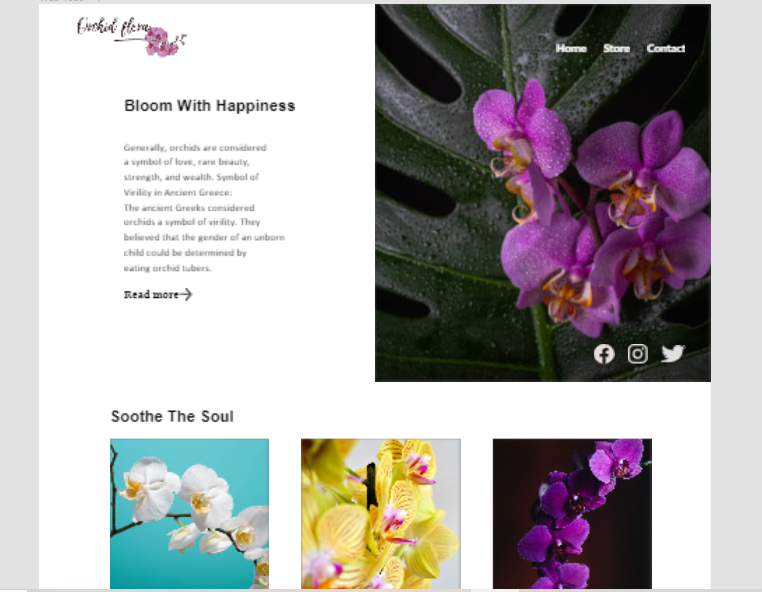 Orchid flora
Home Store Contact
Bloom With Happiness
Generally, orchids are considered
a symbol of love, rare beauty,
strength, and wealth. Symbol of
Virility in Ancient Greece:
The ancient Greeks considered
orchids a symbol of virility. They
believed that the gender of an unborn
child could be determined by
eating orchid tubers.
Read more
Soothe The Soul